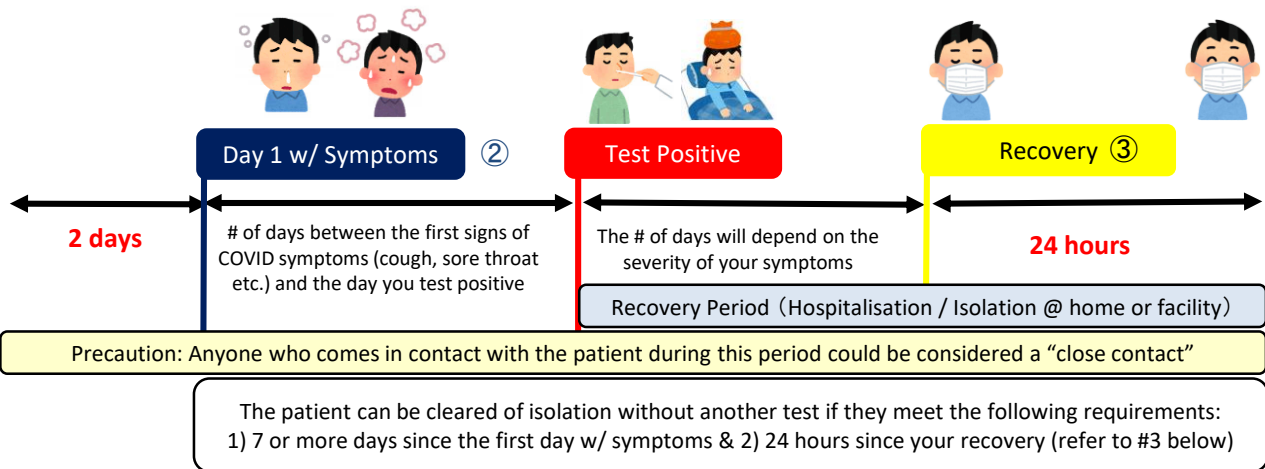 Day 1 w/ Symptoms ②
Test Positive
Recovery ③
2 days
# of days between the first signs of
COVID symptoms (cough, sore throat
etc.) and the day you test positive
The # of days will depend on the
severity of your symptoms
24 hours
Recovery Period（Hospitalisation / Isolation @ home or facility）
Precaution: Anyone who comes in contact with the patient during this period could be considered a “close contact”
The patient can be cleared of isolation without another test if they meet the following requirements:
1) 7 or more days since the first day w/ symptoms & 2) 24 hours since your recovery (refer to #3 below)